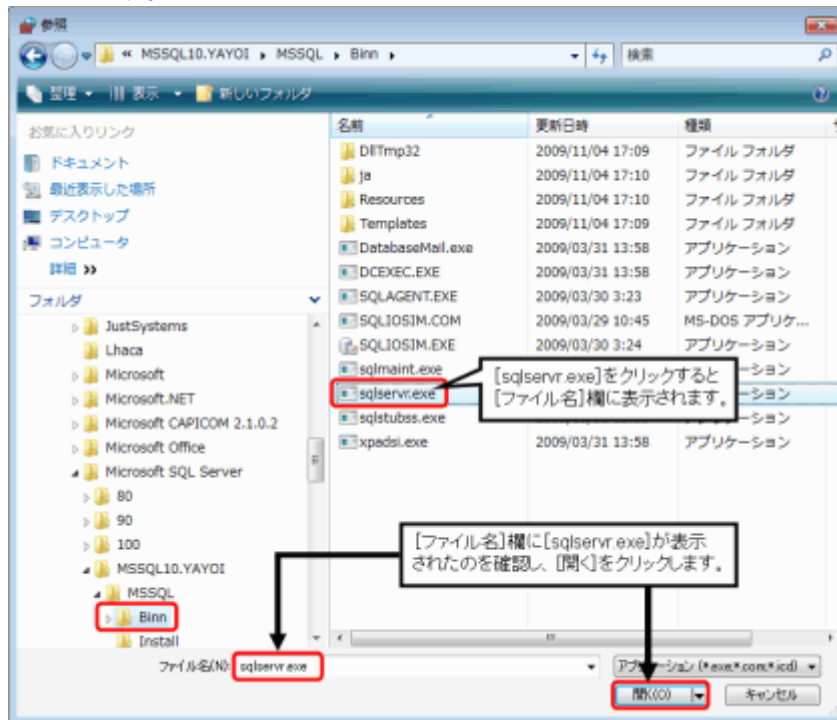 参照
« MSSQL10.YAYOI ▸ MSSQL ▸ Binn ▸
検索
整理 表示 新しいフォルダ
お気に入りリンク
ドキュメント
最近表示した場所
デスクトップ
コンピュータ
詳細 »
フォルダ
JustSystems
Lhaca
Microsoft
Microsoft.NET
Microsoft CAPICOM 2.1.0.2
Microsoft Office
Microsoft SQL Server
80
90
100
MSSQL10.YAYOI
MSSQL
Binn
Install
名前 更新日時 種類
DllTmp32 2009/11/04 17:09 ファイル フォルダ
ja 2009/11/04 17:10 ファイル フォルダ
Resources 2009/11/04 17:10 ファイル フォルダ
Templates 2009/11/04 17:09 ファイル フォルダ
DatabaseMail.exe 2009/03/31 13:58 アプリケーション
DCEXEC.EXE 2009/03/31 13:58 アプリケーション
SQLAGENT.EXE 2009/03/30 3:23 アプリケーション
SQLIOSIM.COM 2009/03/29 10:45 MS-DOS アプリケ...
SQLIOSIM.EXE 2009/03/30 3:24 アプリケーション
sqlmaint.exe
sqlservr.exe
sqlstubss.exe
xpadsi.exe 2009/03/31 13:58 アプリケーション
[sqlservr.exe]をクリックすると
[ファイル名]欄に表示されます。
[ファイル名]欄に[sqlservr.exe]が表示
されたのを確認し、[開く]をクリックします。
ファイル名(N): sqlservr.exe
(*.exe;*.com;*.icd)
開く(O) キャンセル